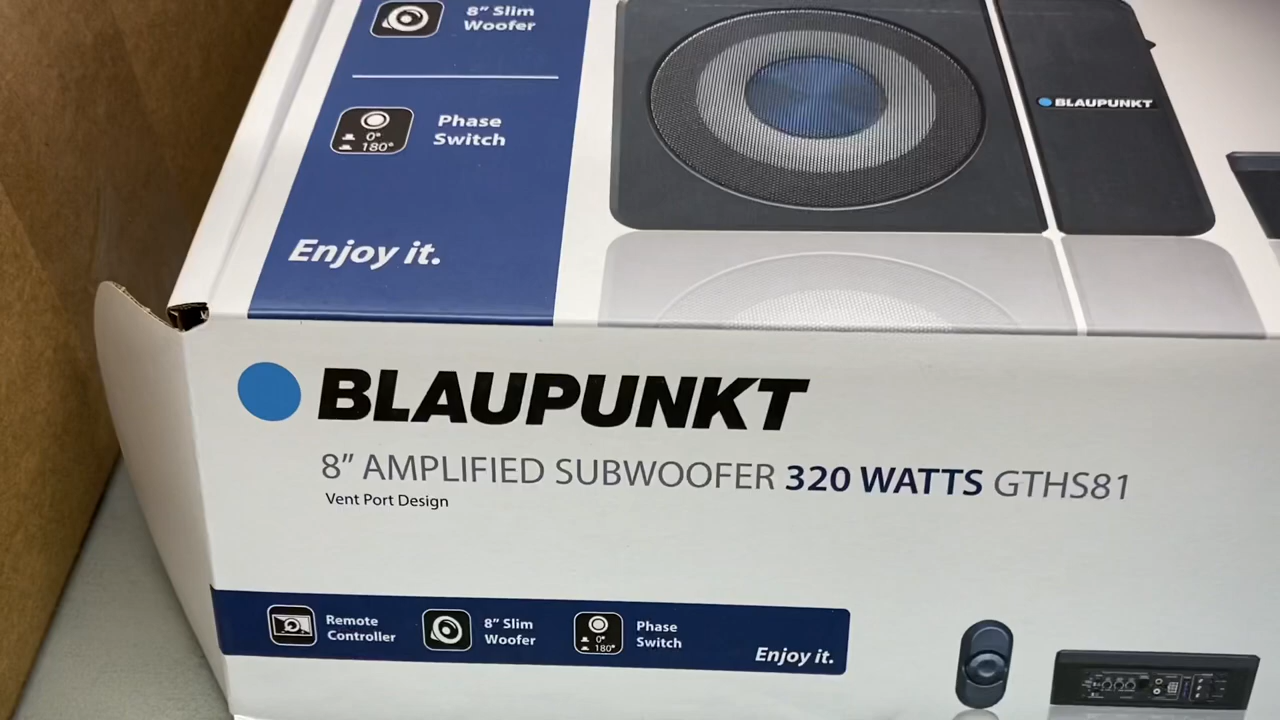 8” Slim
Woofer
Phase
Switch
0°
180°
Enjoy it.
BLAUPUNKT
BLAUPUNKT
8” AMPLIFIED SUBWOOFER 320 WATTS GTHS81
Vent Port Design
Remote
Controller
8” Slim
Woofer
0°
180°
Phase
Switch
Enjoy it.